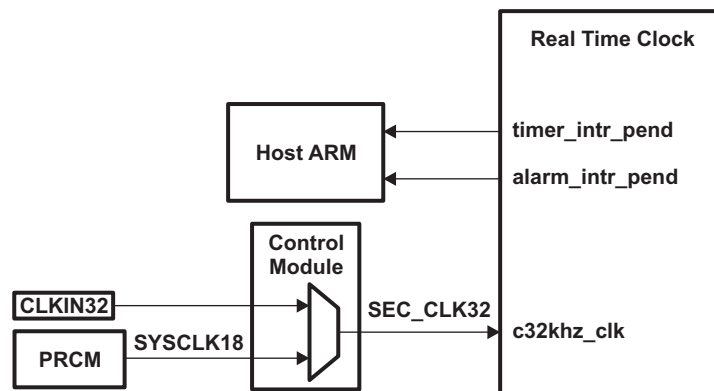 Real Time Clock
timer_intr_pend
Host ARM
alarm_intr_pend
Control
Module
CLKIN32
SEC_CLK32
SYSCLK18
c32khz_clk
PRCM